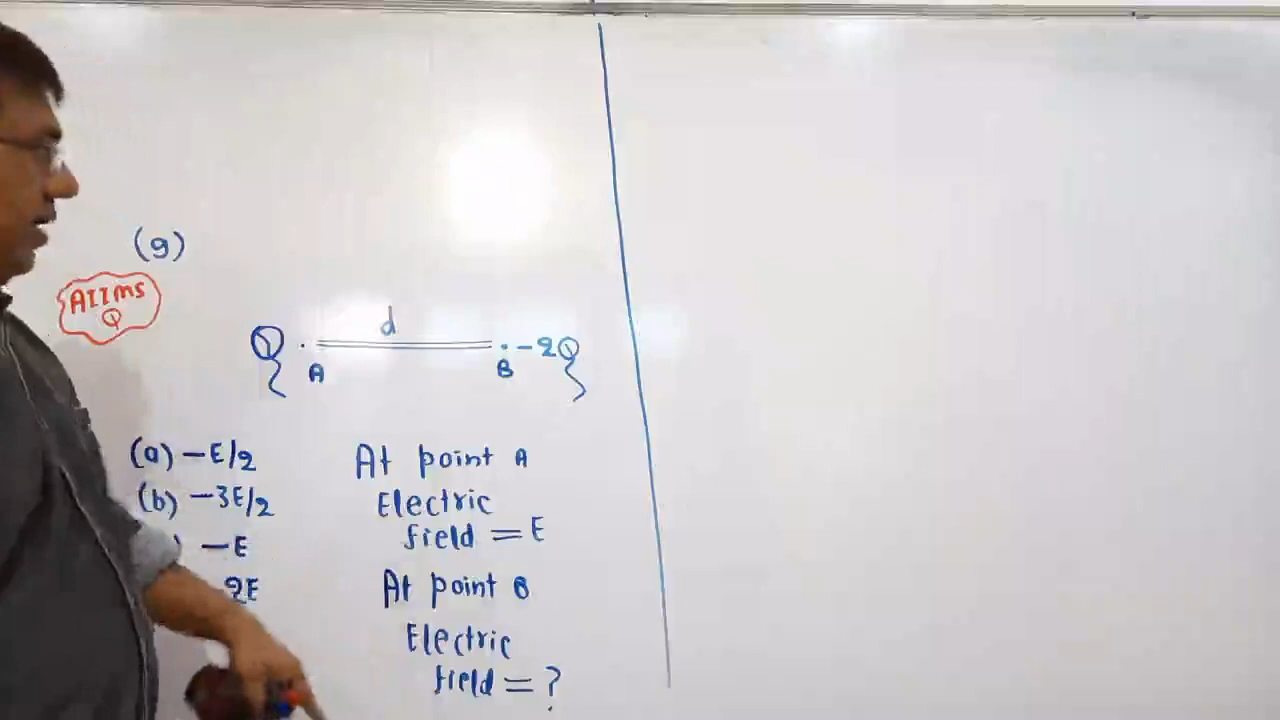 (9)
AIIMS
Q
d
Q . . -2Q
A B
(a) -E/2
(b) -3E/2
) -E
2E
At point A
Electric
field = E
At point B
Electric
field = ?